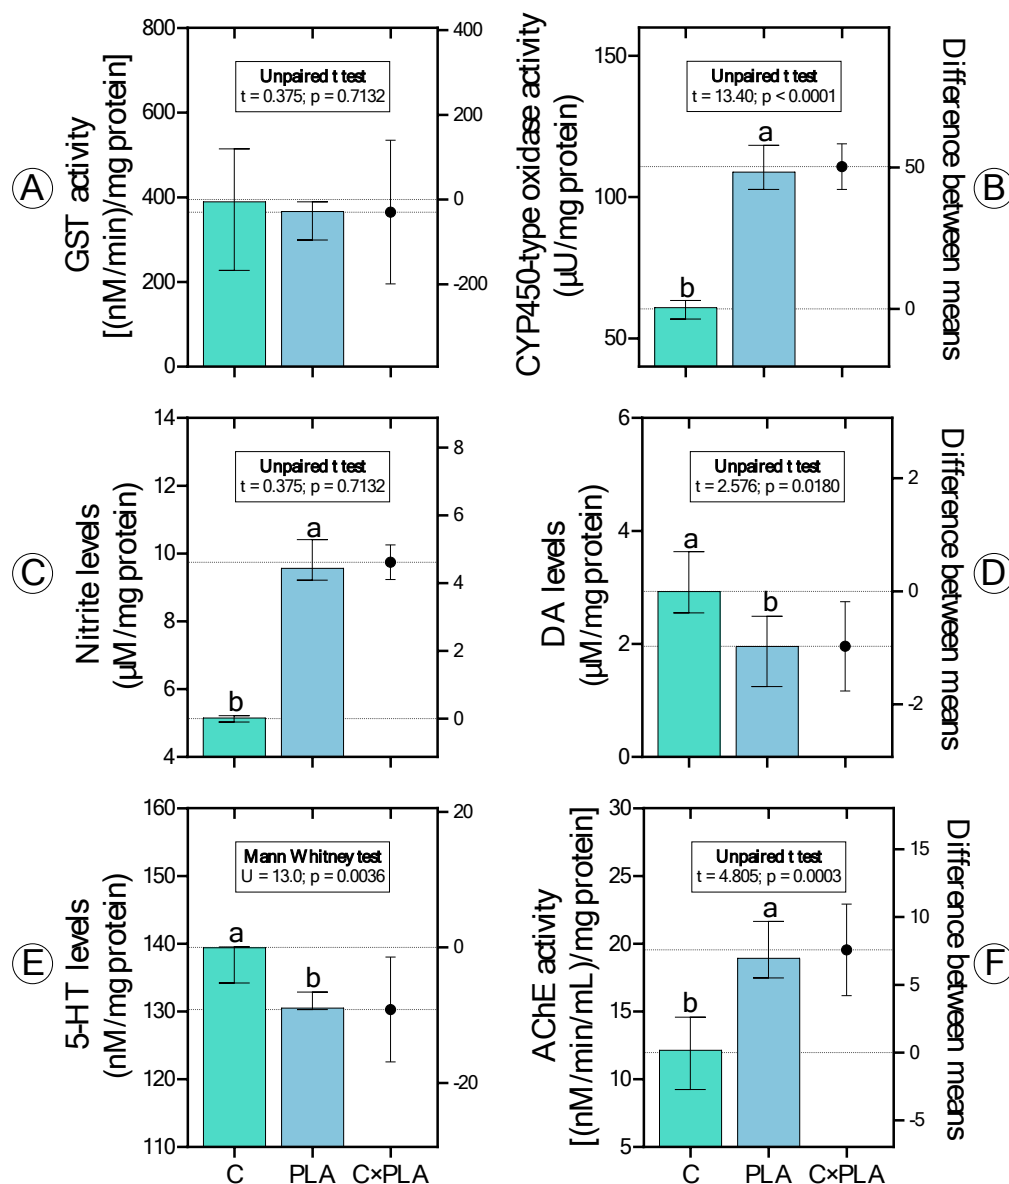 A
GST activity
[(nM/min)/mg protein]
800
600
400
200
0
Unpaired t test
t = 0.375; p = 0.7132
400
200
0
-200
CYP450-type oxidase activity
(µU/mg protein)
150
100
50
Unpaired t test
t = 13.40; p < 0.0001
b
a
50
0
Difference between means
B
C
Nitrite levels
(µM/mg protein)
14
12
10
8
6
4
Unpaired t test
t = 0.375; p = 0.7132
b
a
8
6
4
2
0
DA levels
(µM/mg protein)
6
4
2
0
Unpaired t test
t = 2.576; p = 0.0180
a
b
2
0
-2
Difference between means
D
E
5-HT levels
(nM/mg protein)
160
150
140
130
120
110
Mann Whitney test
U = 13.0; p = 0.0036
a
b
20
0
-20
C
PLA
C×PLA
AChE activity
[(nM/min/mL)/mg protein]
30
25
20
15
10
5
Unpaired t test
t = 4.805; p = 0.0003
b
a
15
10
5
0
-5
Difference between means
F
C
PLA
C×PLA